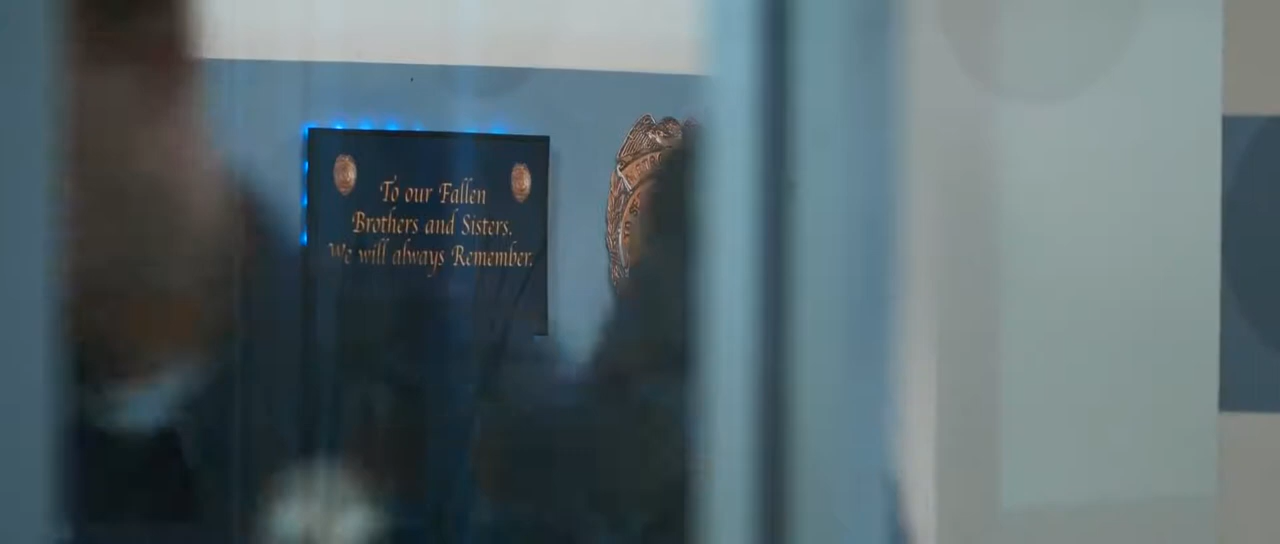 To our Fallen
Brothers and Sisters.
We will always Remember.